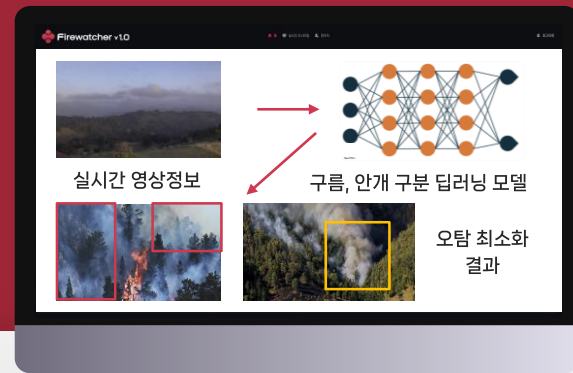 Firewatcher v1.0
실시간 영상정보
구름, 안개 구분 딥러닝 모델
오탐 최소화
결과